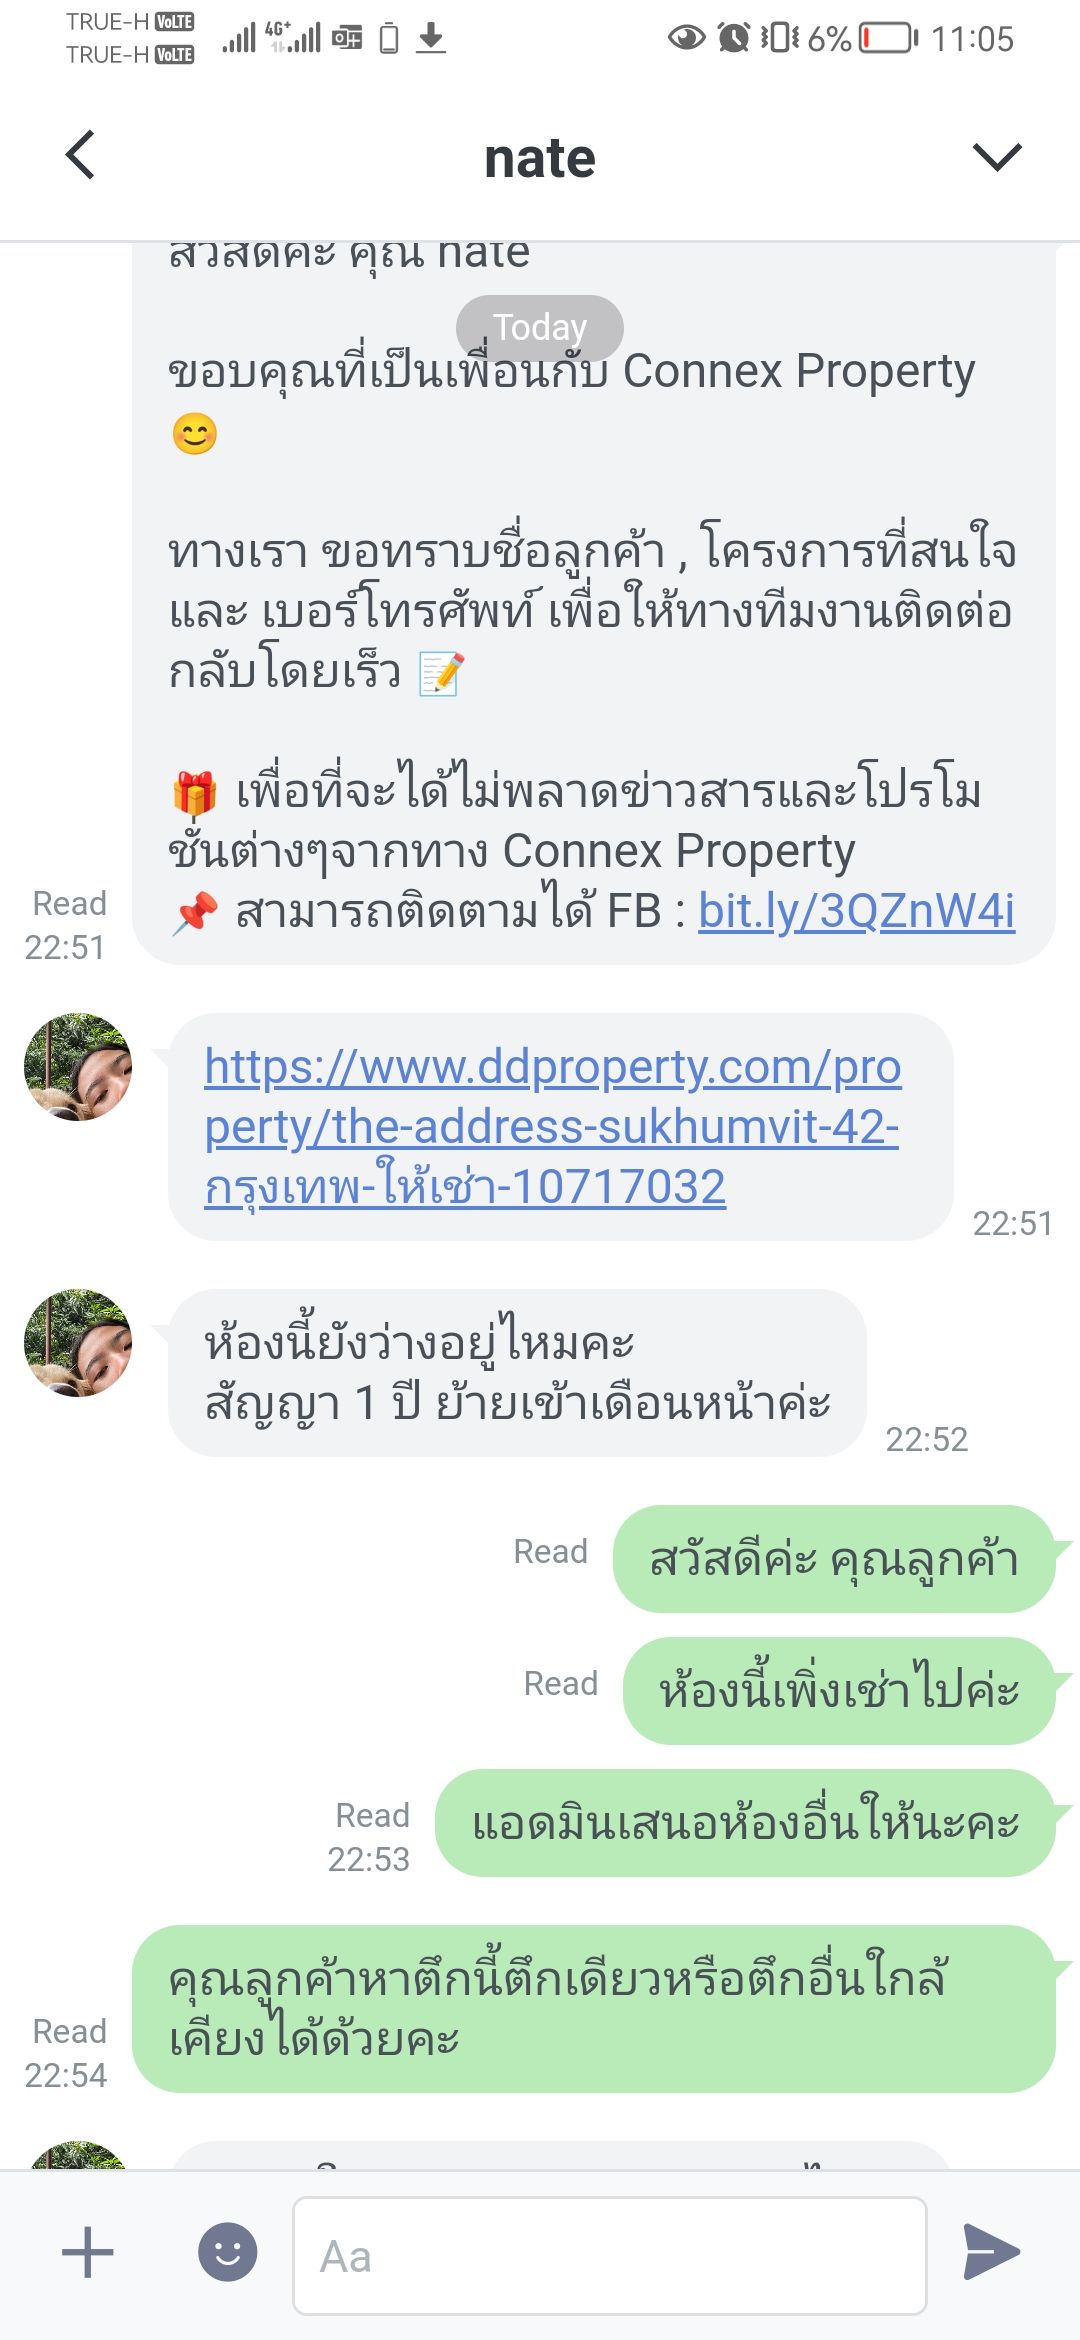 TRUE-H VoLTE
TRUE-H VoLTE
4G+
6%
11:05
nate
สวัสดีค่ะ คุณ nate
Today
ขอบคุณที่เป็นเพื่อนกับ Connex Property
😊
ทางเรา ขอทราบชื่อลูกค้า , โครงการที่สนใจ
และ เบอร์โทรศัพท์ เพื่อให้ทางทีมงานติดต่อ
กลับโดยเร็ว 📝
🎁 เพื่อที่จะได้ไม่พลาดข่าวสารและโปรโม
ชั่นต่างๆจากทาง Connex Property
📌 สามารถติดตามได้ FB : bit.ly/3QZnW4i
Read
22:51
https://www.ddproperty.com/pro
perty/the-address-sukhumvit-42-
กรุงเทพ-ให้เช่า-10717032
22:51
ห้องนี้ยังว่างอยู่ไหมคะ
สัญญา 1 ปี ย้ายเข้าเดือนหน้าค่ะ
22:52
Read
สวัสดีค่ะ คุณลูกค้า
Read
ห้องนี้เพิ่งเช่าไปค่ะ
Read
22:53
แอดมินเสนอห้องอื่นให้นะคะ
คุณลูกค้าหาตึกนี้ตึกเดียวหรือตึกอื่นใกล้
เคียงได้ด้วยคะ
Read
22:54
Aa